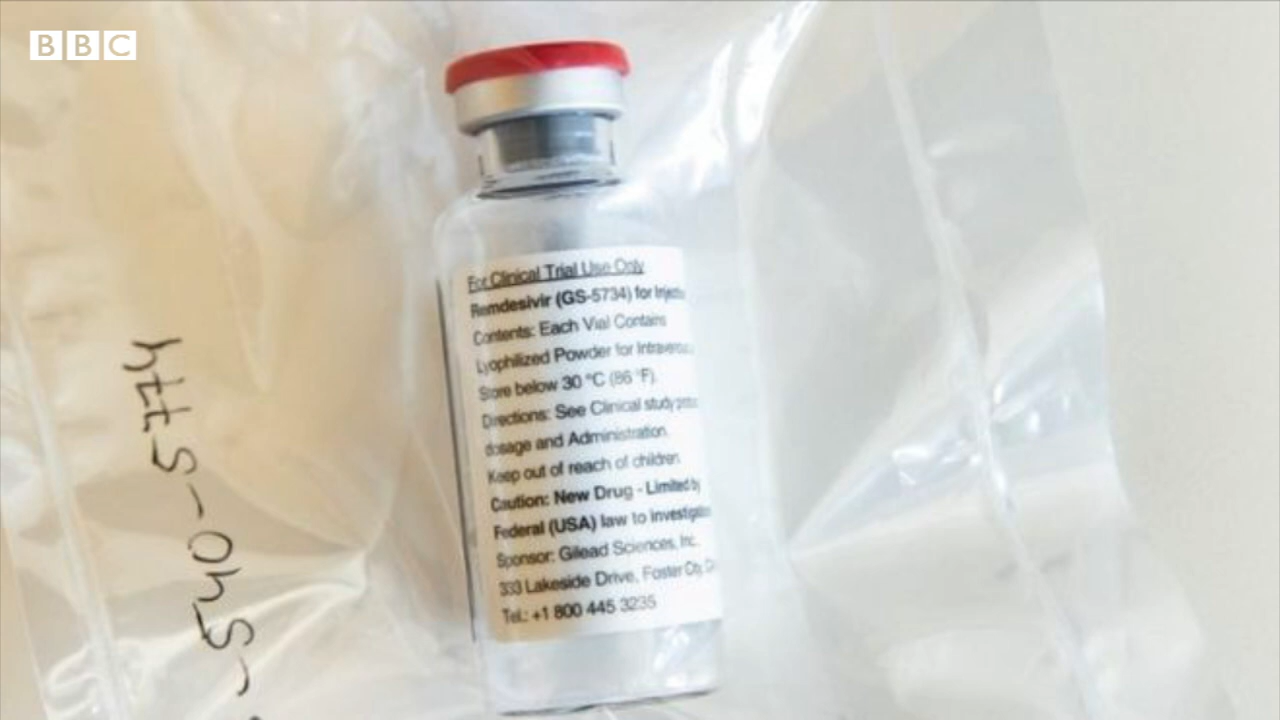 BBC
For Clinical Trial Use Only
Remdesivir (GS-5734) for
Contents: Each Vial Contains
Lyophilized Powder for
Store below 30 °C (86 °F).
Directions: See Clinical study
dosage and Administration.
Keep out of reach of children.
Caution: New Drug - Limited by
Federal (USA) law to
Sponsor: Gilead Sciences, Inc.
333 Lakeside Drive, Foster City,
Tel.: +1 800 445 3235